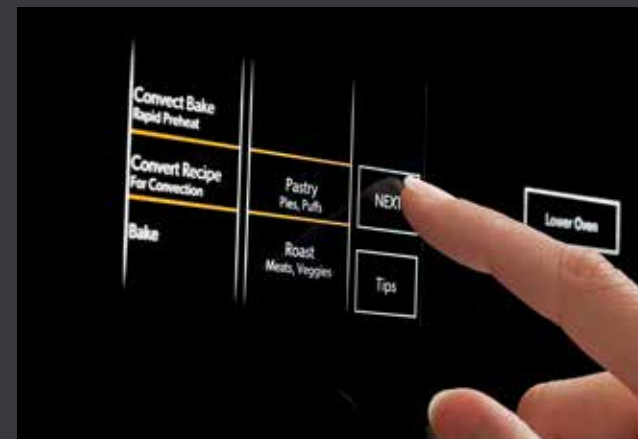 Convect Bake
Rapid Preheat
Convert Recipe
For Convection
Bake
Pastry
Pies, Puffs
Roast
Meats, Veggies
NEXT
Tips
Lower Oven